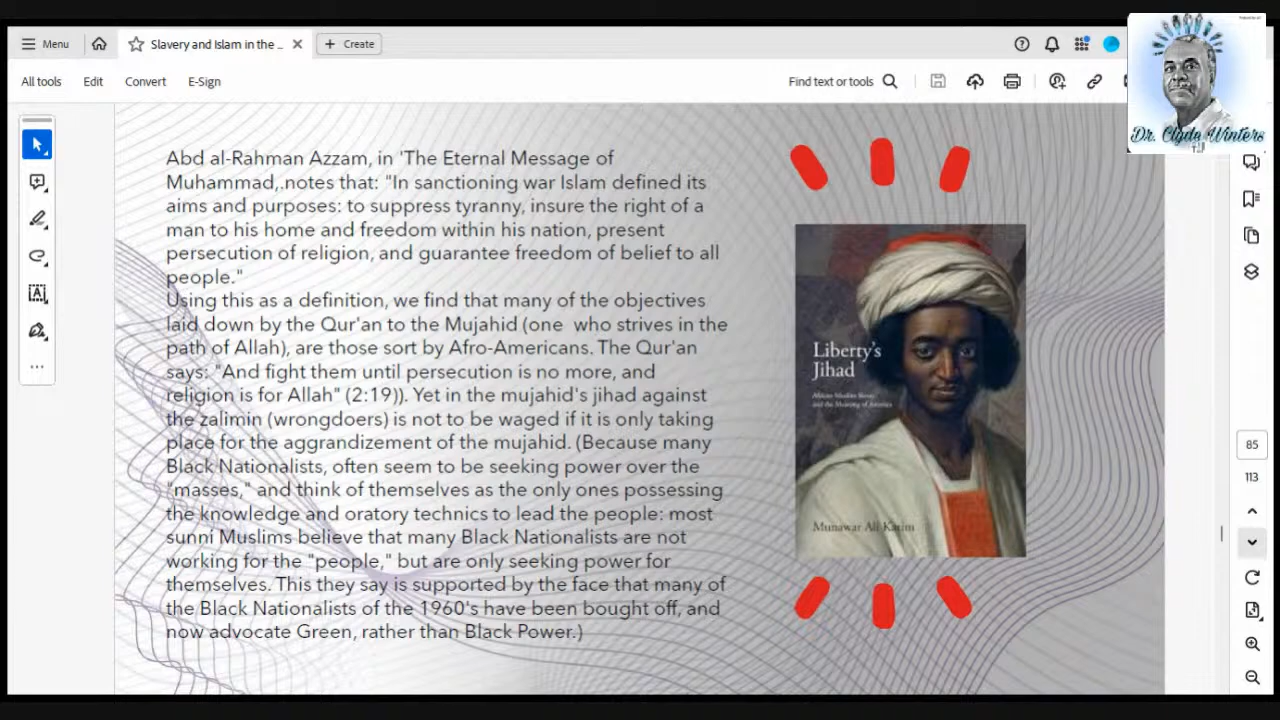 Menu
Slavery and Islam in the ...
Create
All tools
Edit
Convert
E-Sign
Find text or tools
Dr. Clyde Winters
Abd al-Rahman Azzam, in 'The Eternal Message of
Muhammad,.notes that: "In sanctioning war Islam defined its
aims and purposes: to suppress tyranny, insure the right of a
man to his home and freedom within his nation, present
persecution of religion, and guarantee freedom of belief to all
people."
Using this as a definition, we find that many of the objectives
laid down by the Qur'an to the Mujahid (one who strives in the
path of Allah), are those sort by Afro-Americans. The Qur'an
says: "And fight them until persecution is no more, and
religion is for Allah" (2:19)). Yet in the mujahid's jihad against
the zalimin (wrongdoers) is not to be waged if it is only taking
place for the aggrandizement of the mujahid. (Because many
Black Nationalists, often seem to be seeking power over the
"masses," and think of themselves as the only ones possessing
the knowledge and oratory technics to lead the people: most
sunni Muslims believe that many Black Nationalists are not
working for the "people," but are only seeking power for
themselves. This they say is supported by the face that many of
the Black Nationalists of the 1960's have been bought off, and
now advocate Green, rather than Black Power.)
Liberty's
Jihad
African Muslim Slaves
and the Meaning of America
Munawar Ali Karim
85
113